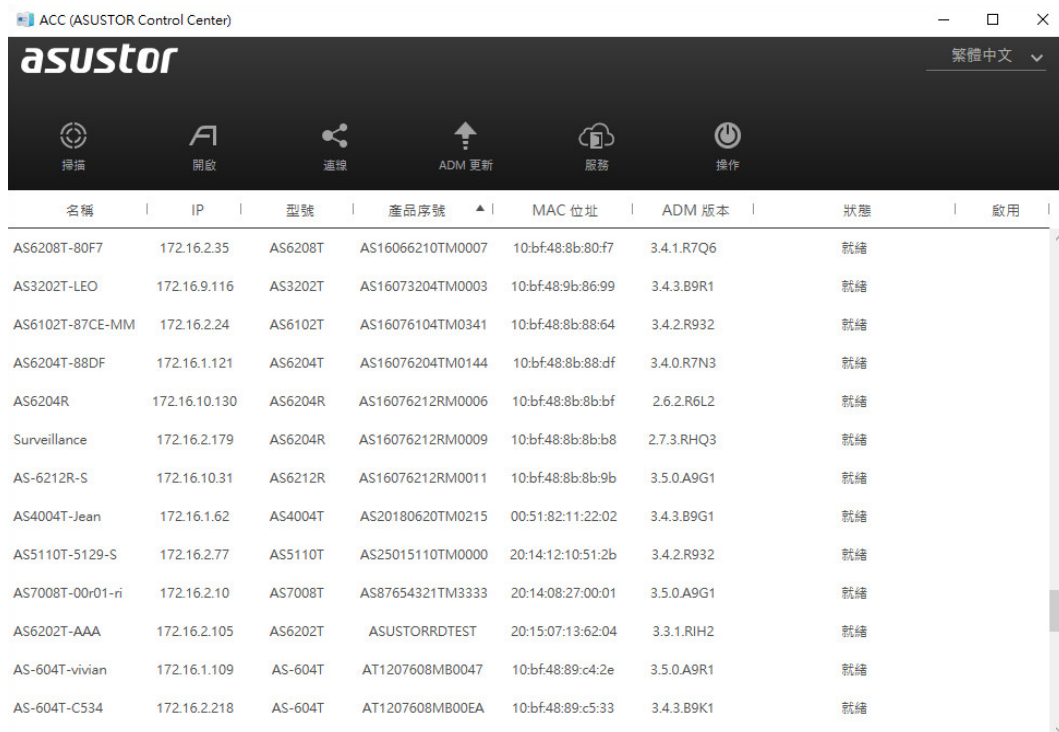 ACC (ASUSTOR Control Center)
asustor
繁體中文
掃描 開啟 連線 ADM 更新 服務 操作
名稱 IP 型號 產品序號 MAC 位址 ADM 版本 狀態 啟用
AS6208T-80F7 172.16.2.35 AS6208T AS16066210TM0007 10:bf:48:8b:80:f7 3.4.1.R7Q6 就緒
AS3202T-LEO 172.16.9.116 AS3202T AS16073204TM0003 10:bf:48:9b:86:99 3.4.3.B9R1 就緒
AS6102T-87CE-MM 172.16.2.24 AS6102T AS16076104TM0341 10:bf:48:8b:88:64 3.4.2.R932 就緒
AS6204T-88DF 172.16.1.121 AS6204T AS16076204TM0144 10:bf:48:8b:88:df 3.4.0.R7N3 就緒
AS6204R 172.16.10.130 AS6204R AS16076212RM0006 10:bf:48:8b:8b:bf 2.6.2.R6L2 就緒
Surveillance 172.16.2.179 AS6204R AS16076212RM0009 10:bf:48:8b:8b:b8 2.7.3.RHQ3 就緒
AS-6212R-S 172.16.10.31 AS6212R AS16076212RM0011 10:bf:48:8b:8b:9b 3.5.0.A9G1 就緒
AS4004T-Jean 172.16.1.62 AS4004T AS20180620TM0215 00:51:82:11:22:02 3.4.3.B9G1 就緒
AS5110T-5129-S 172.16.2.77 AS5110T AS25015110TM0000 20:14:12:10:51:2b 3.4.2.R932 就緒
AS7008T-00r01-ri 172.16.2.10 AS7008T AS87654321TM3333 20:14:08:27:00:01 3.5.0.A9G1 就緒
AS6202T-AAA 172.16.2.105 AS6202T ASUSTORRDTEST 20:15:07:13:62:04 3.3.1.RIH2 就緒
AS-604T-vivian 172.16.1.109 AS-604T AT1207608MB0047 10:bf:48:89:c4:2e 3.5.0.A9R1 就緒
AS-604T-C534 172.16.2.218 AS-604T AT1207608MB00EA 10:bf:48:89:c5:33 3.4.3.B9K1 就緒